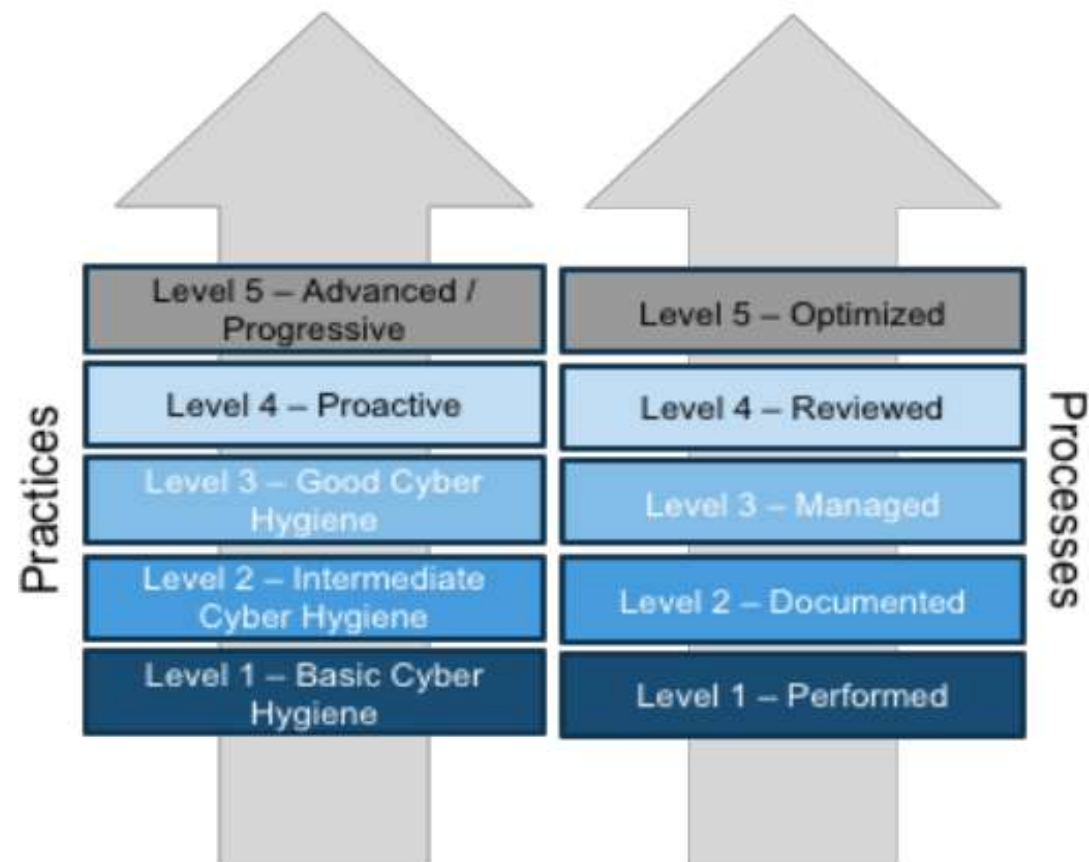 Practices
Level 5 – Advanced /
Progressive
Level 4 – Proactive
Level 3 – Good Cyber
Hygiene
Level 2 – Intermediate
Cyber Hygiene
Level 1 – Basic Cyber
Hygiene
Level 5 – Optimized
Level 4 – Reviewed
Level 3 – Managed
Level 2 – Documented
Level 1 – Performed
Processes